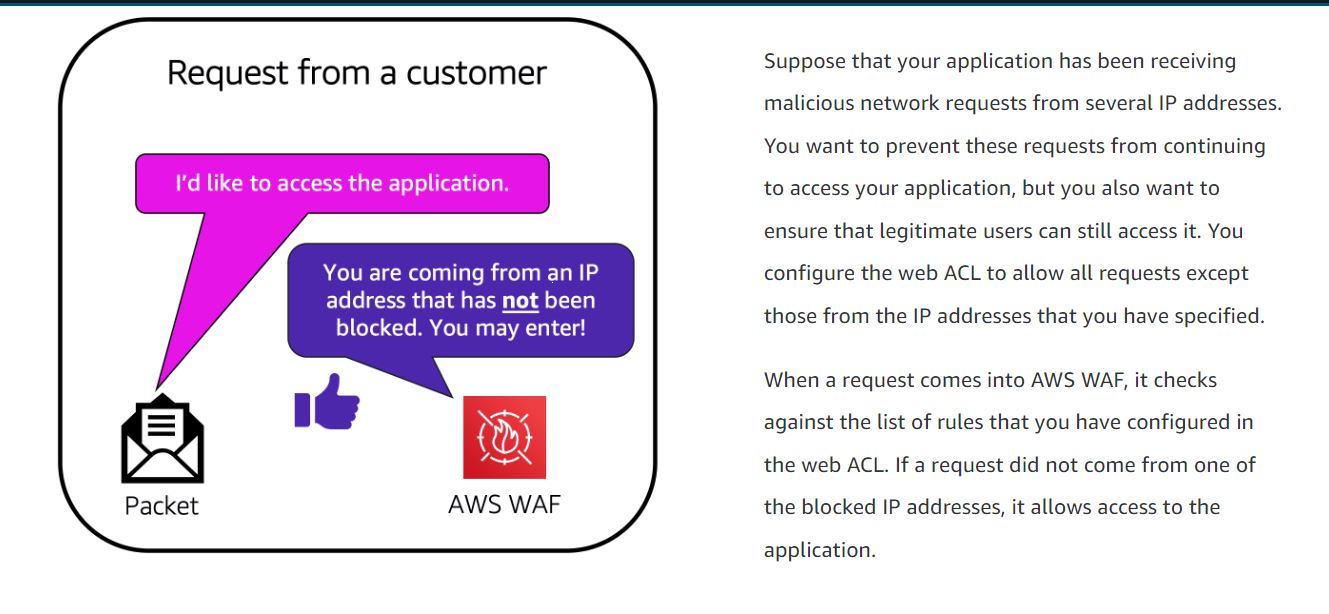 Request from a customer
I'd like to access the application.
You are coming from an IP
address that has not been
blocked. You may enter!
Packet
AWS WAF
Suppose that your application has been receiving
malicious network requests from several IP addresses.
You want to prevent these requests from continuing
to access your application, but you also want to
ensure that legitimate users can still access it. You
configure the web ACL to allow all requests except
those from the IP addresses that you have specified.
When a request comes into AWS WAF, it checks
against the list of rules that you have configured in
the web ACL. If a request did not come from one of
the blocked IP addresses, it allows access to the
application.